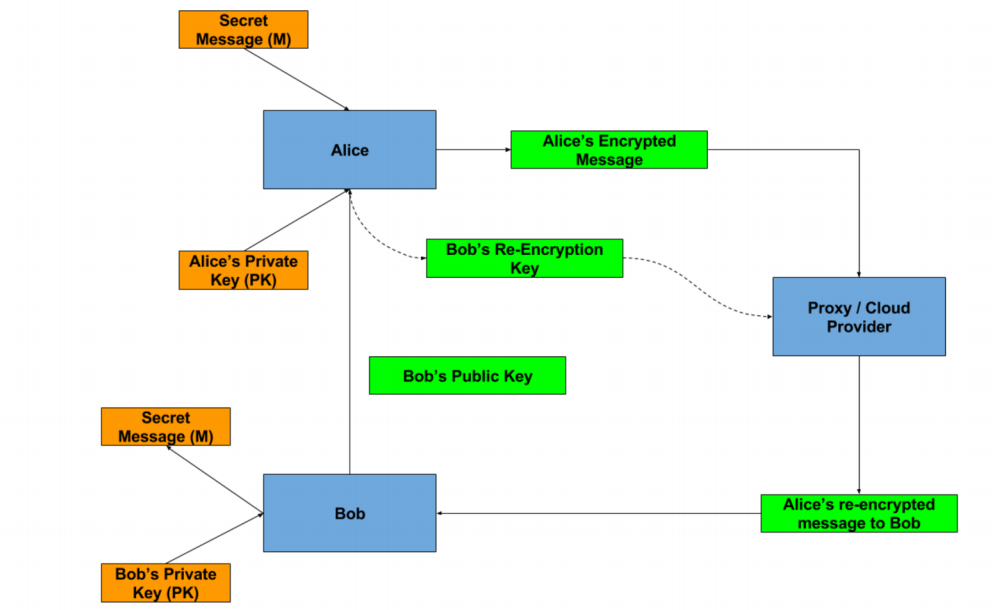 Secret
Message (M)
Alice
Alice's Encrypted
Message
Alice's Private
Key (PK)
Bob's Re-Encryption
Key
Proxy / Cloud
Provider
Bob's Public Key
Secret
Message (M)
Bob
Alice's re-encrypted
message to Bob
Bob's Private
Key (PK)